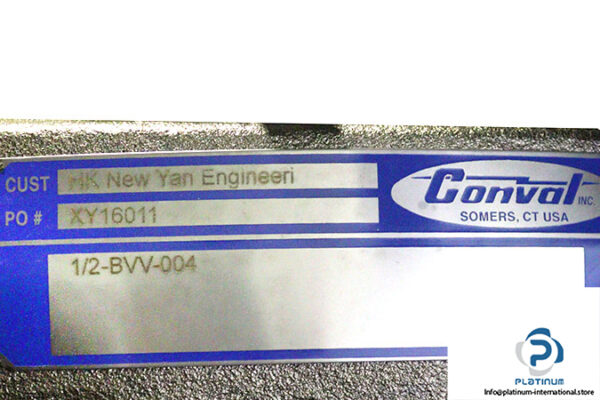 CUST HK New Yan Engineeri
PO # XY16011
Conval INC.
SOMERS, CT USA
1/2-BVV-004
PLATINUM
Info@platinum-international.store